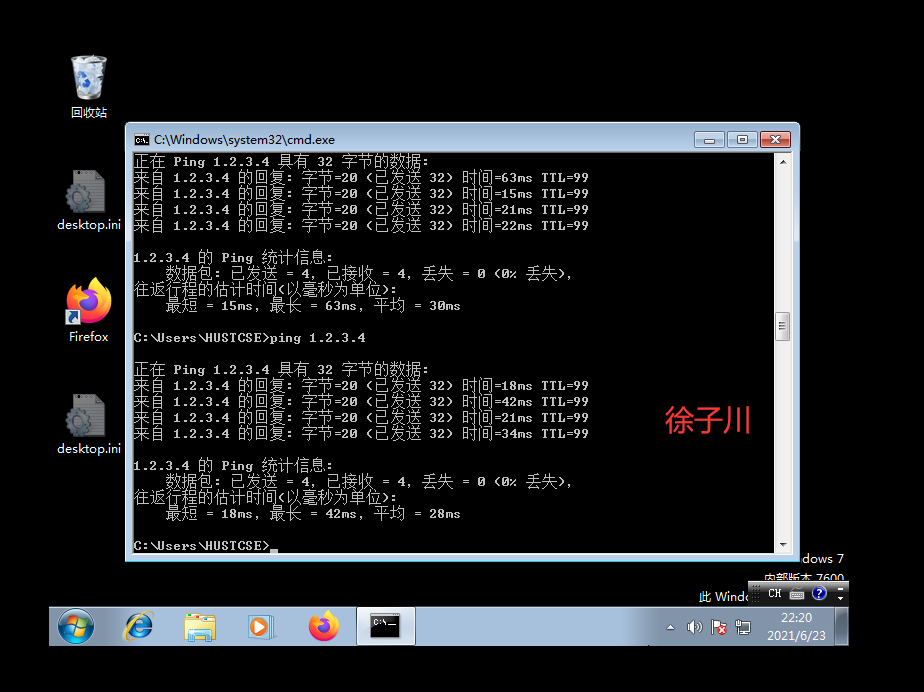 回收站
desktop.ini
Firefox
desktop.ini
C:\Windows\system32\cmd.exe
正在 Ping 1.2.3.4 具有 32 字节的数据:
来自 1.2.3.4 的回复: 字节=20 (已发送 32) 时间=63ms TTL=99
来自 1.2.3.4 的回复: 字节=20 (已发送 32) 时间=15ms TTL=99
来自 1.2.3.4 的回复: 字节=20 (已发送 32) 时间=21ms TTL=99
来自 1.2.3.4 的回复: 字节=20 (已发送 32) 时间=22ms TTL=99
1.2.3.4 的 Ping 统计信息:
数据包: 已发送 = 4, 已接收 = 4, 丢失 = 0 (0% 丢失),
往返行程的估计时间(以毫秒为单位):
最短 = 15ms, 最长 = 63ms, 平均 = 30ms
C:\Users\HUSTCSE>ping 1.2.3.4
正在 Ping 1.2.3.4 具有 32 字节的数据:
来自 1.2.3.4 的回复: 字节=20 (已发送 32) 时间=18ms TTL=99
来自 1.2.3.4 的回复: 字节=20 (已发送 32) 时间=42ms TTL=99
来自 1.2.3.4 的回复: 字节=20 (已发送 32) 时间=21ms TTL=99
来自 1.2.3.4 的回复: 字节=20 (已发送 32) 时间=34ms TTL=99
1.2.3.4 的 Ping 统计信息:
数据包: 已发送 = 4, 已接收 = 4, 丢失 = 0 (0% 丢失),
往返行程的估计时间(以毫秒为单位):
最短 = 18ms, 最长 = 42ms, 平均 = 28ms
C:\Users\HUSTCSE>
徐子川
dows 7
内部版本 7600
此 Windo
CH
22:20
2021/6/23